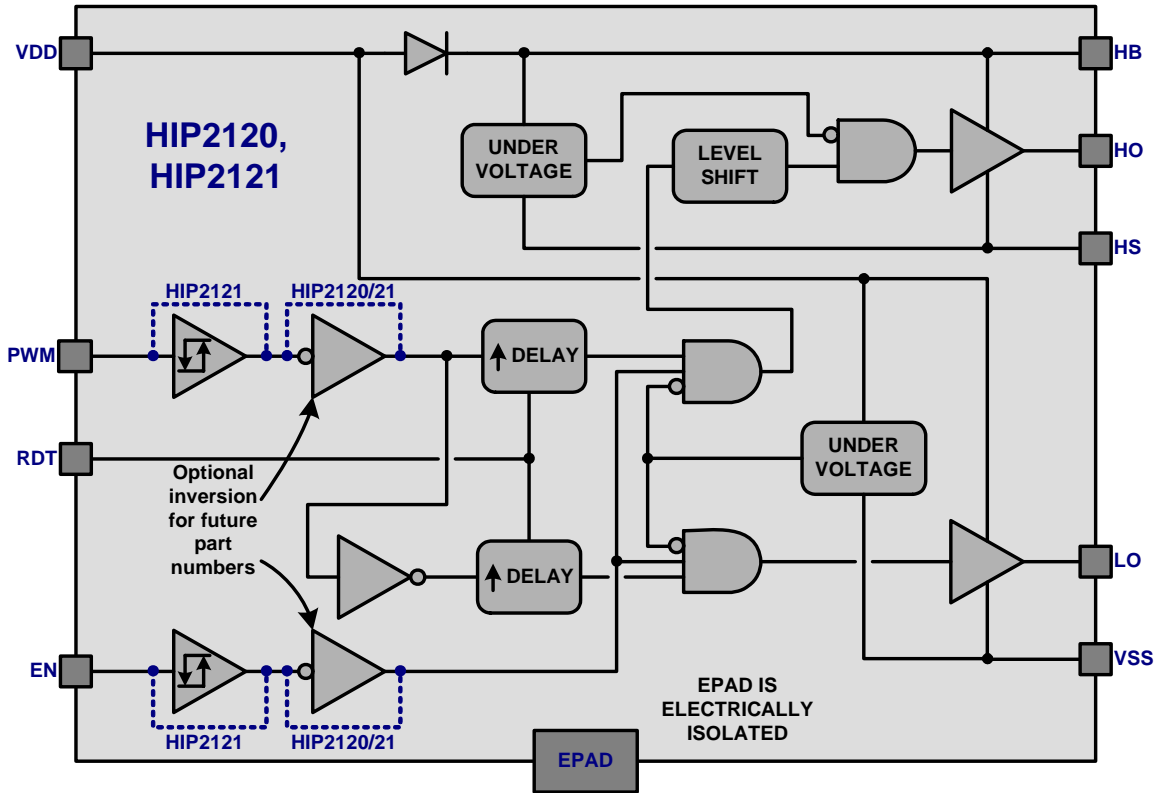 VDD
HB
HIP2120,
HIP2121
UNDER
VOLTAGE
LEVEL
SHIFT
HO
HS
HIP2121
HIP2120/21
PWM
DELAY
RDT
Optional
inversion
for future
part
numbers
UNDER
VOLTAGE
DELAY
LO
EN
VSS
HIP2121
HIP2120/21
EPAD IS
ELECTRICALLY
ISOLATED
EPAD